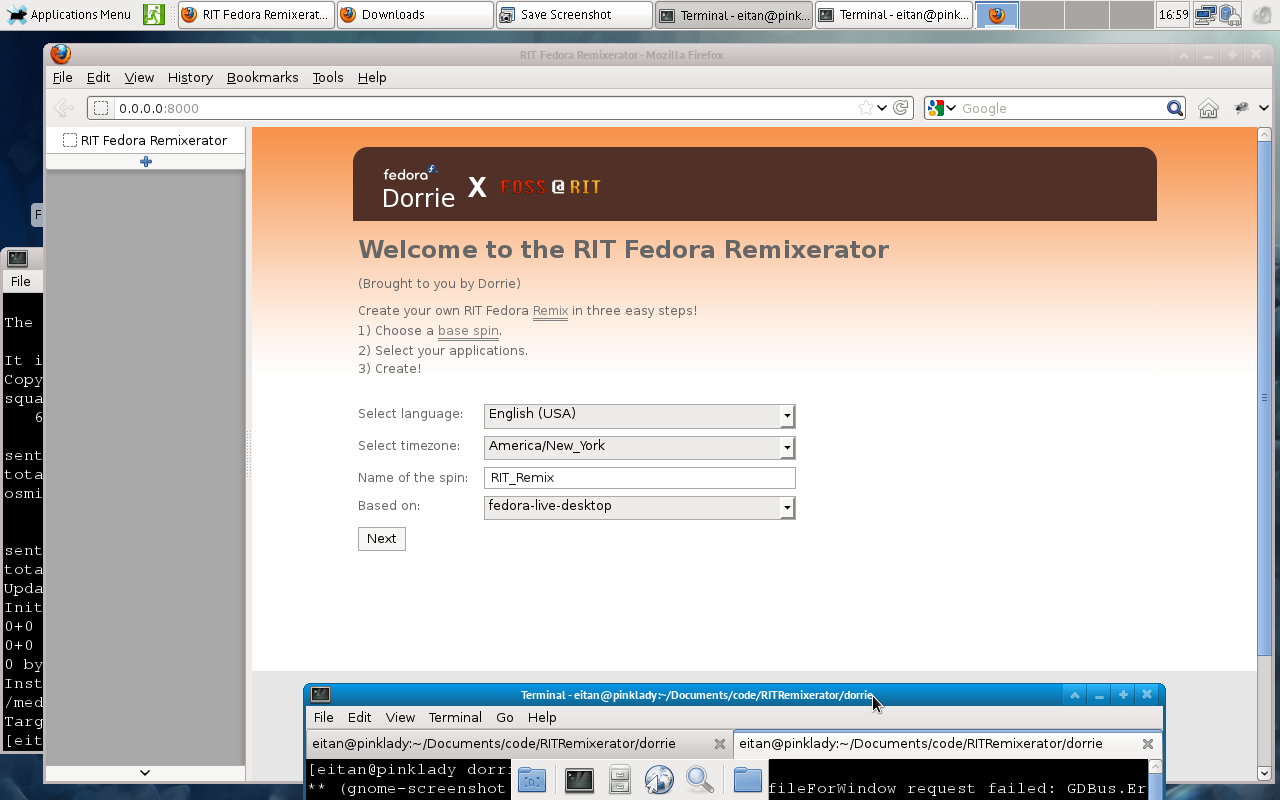 Applications Menu
RIT Fedora Remixerat...
Downloads
Save Screenshot
Terminal - eitan@pink...
Terminal - eitan@pink...
16:59
RIT Fedora Remixerator - Mozilla Firefox
File Edit View History Bookmarks Tools Help
0.0.0.0:8000
Google
RIT Fedora Remixerator
fedora
Dorrie X FOSS@RIT
Welcome to the RIT Fedora Remixerator
(Brought to you by Dorrie)
Create your own RIT Fedora Remix in three easy steps!
1) Choose a base spin.
2) Select your applications.
3) Create!
Select language: English (USA)
Select timezone: America/New_York
Name of the spin: RIT_Remix
Based on: fedora-live-desktop
Next
F
File
The
It i
Copy
squa
6
sent
tota
osmi
sent
tota
Upda
Init
0+0
0+0
0 by
Inst
/med
Targ
[eit
Terminal - eitan@pinklady:~/Documents/code/RITRemixerator/dorrie
File Edit View Terminal Go Help
eitan@pinklady:~/Documents/code/RITRemixerator/dorrie
eitan@pinklady:~/Documents/code/RITRemixerator/dorrie
[eitan@pinklady dorri
** (gnome-screenshot
fileForWindow request failed: GDBus.Er